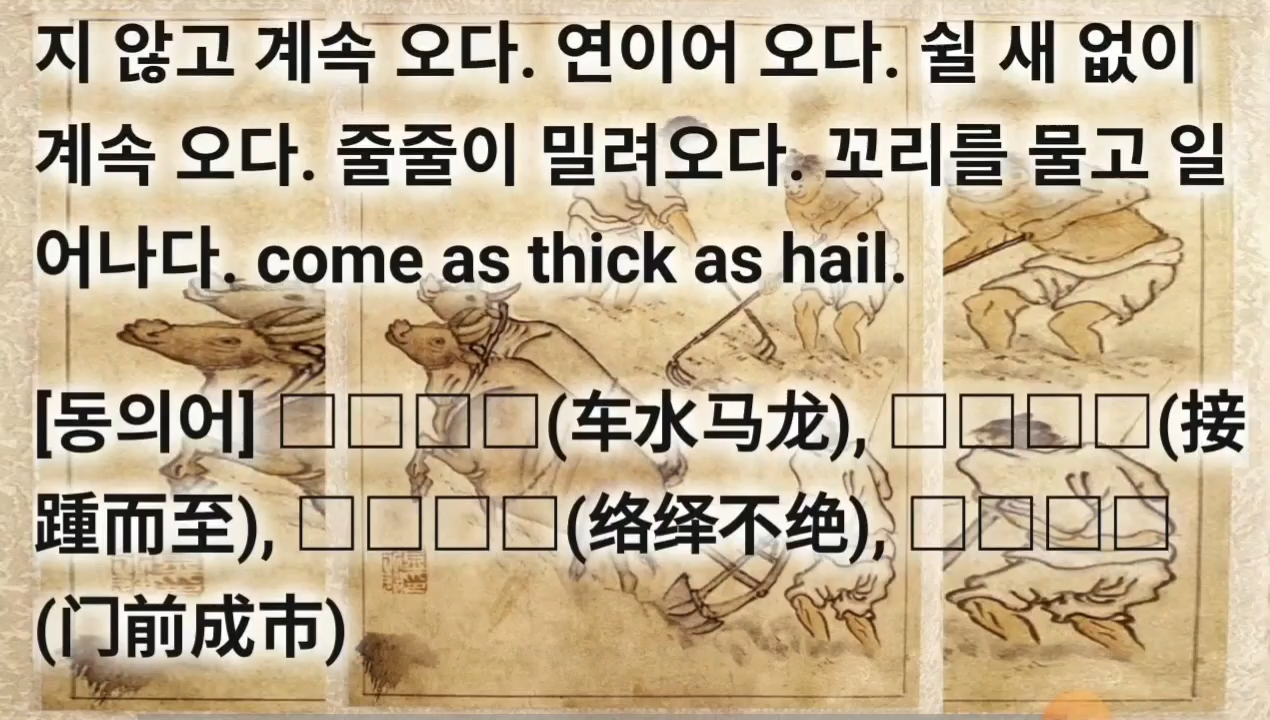 지 않고 계속 오다. 연이어 오다. 쉴 새 없이
계속 오다. 줄줄이 밀려오다. 꼬리를 물고 일
어나다. come as thick as hail.
[동의어] □□□□(车水马龙), □□□□(接
踵而至), □□□□(络绎不绝), □□□□
(门前成市)